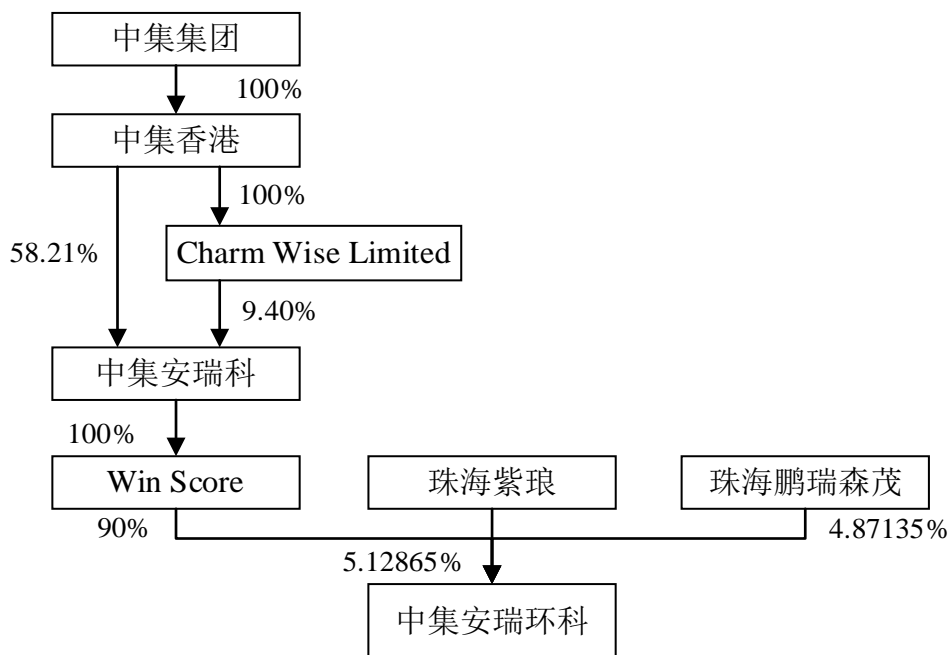 中集集团
100%
中集香港
100%
58.21%
Charm Wise Limited
9.40%
中集安瑞科
100%
Win Score
珠海紫琅
珠海鹏瑞森茂
90%
4.87135%
5.12865%
中集安瑞环科